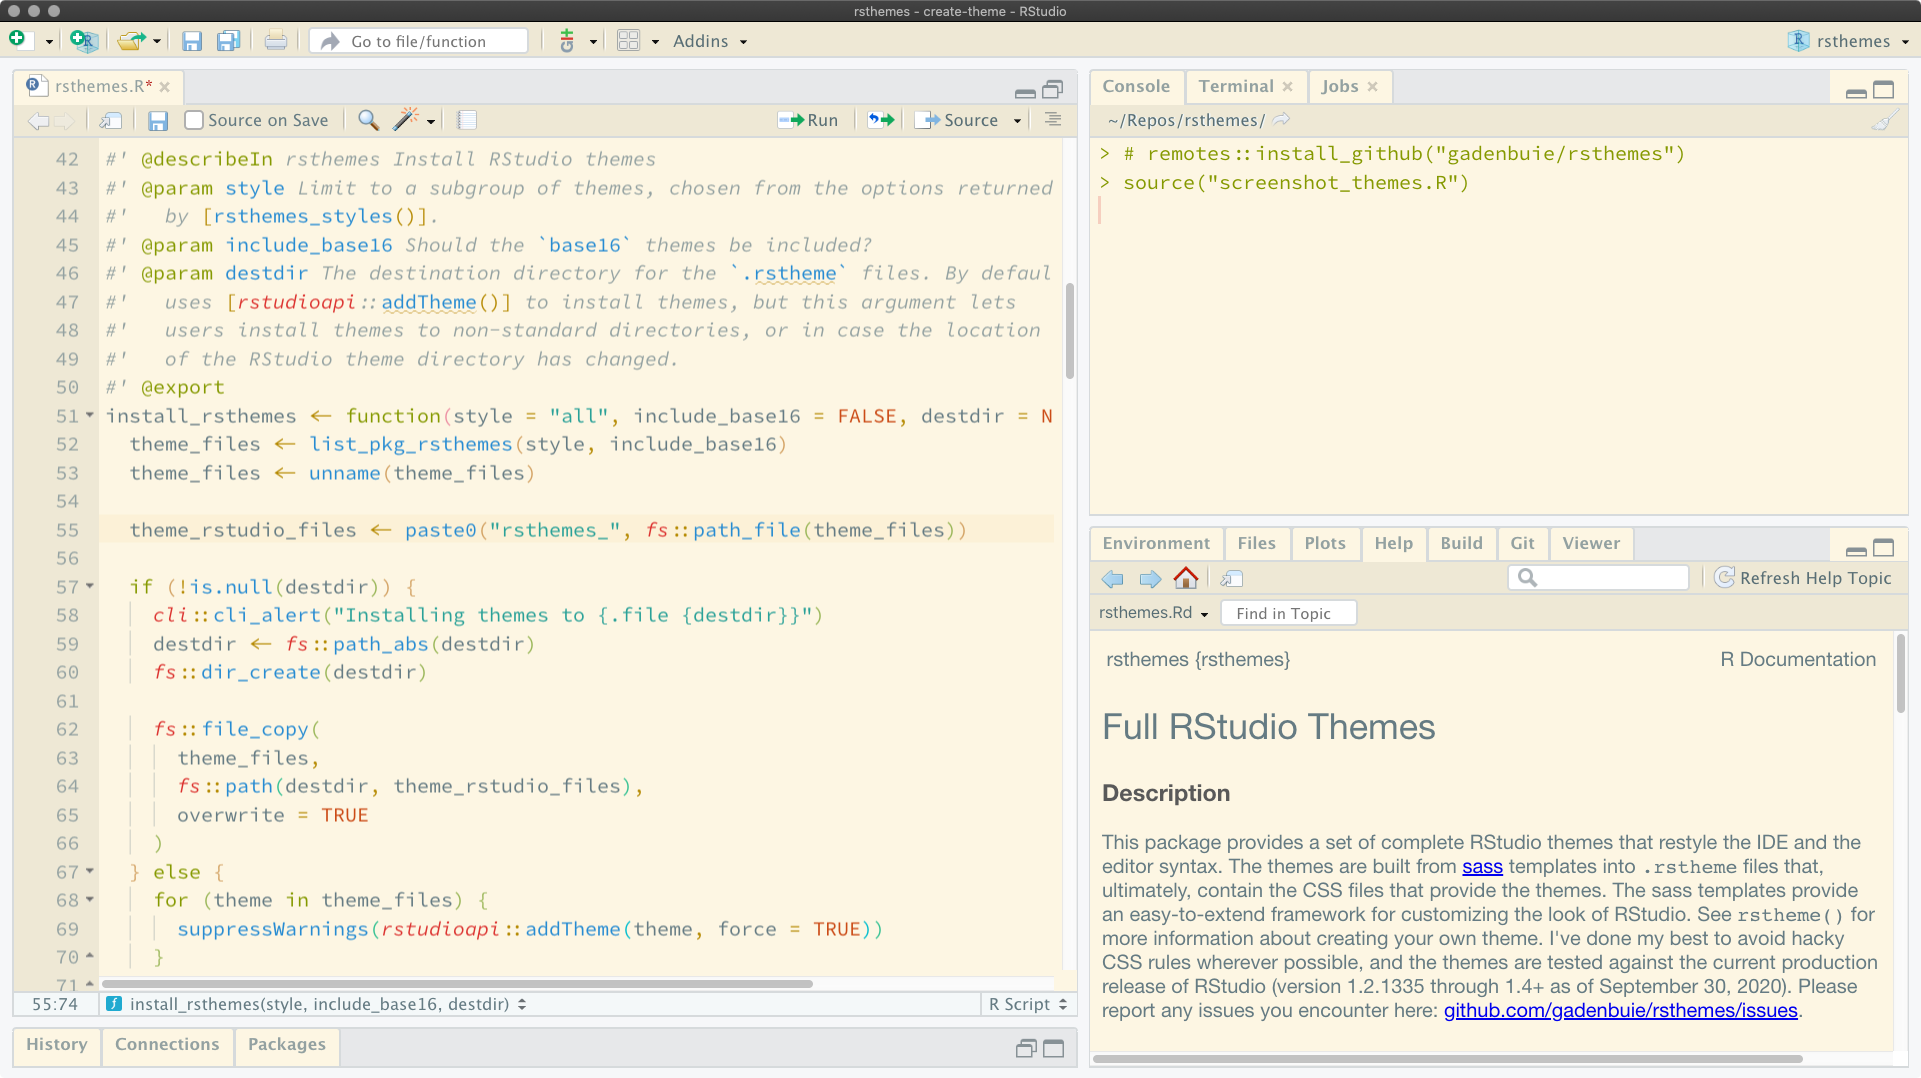 rsthemes - create-theme - RStudio
Go to file/function
Addins
rsthemes
rsthemes.R*
Source on Save
Run
Source
42 #' @describeIn rsthemes Install RStudio themes
43 #' @param style Limit to a subgroup of themes, chosen from the options returned
44 #'   by [rsthemes_styles()].
45 #' @param include_base16 Should the `base16` themes be included?
46 #' @param destdir The destination directory for the `.rstheme` files. By defaul
47 #'   uses [rstudioapi::addTheme()] to install themes, but this argument lets
48 #'   users install themes to non-standard directories, or in case the location
49 #'   of the RStudio theme directory has changed.
50 #' @export
51 install_rsthemes <- function(style = "all", include_base16 = FALSE, destdir = N
52   theme_files <- list_pkg_rsthemes(style, include_base16)
53   theme_files <- unname(theme_files)
54
55   theme_rstudio_files <- paste0("rsthemes_", fs::path_file(theme_files))
56
57   if (!is.null(destdir)) {
58     cli::cli_alert("Installing themes to {.file {destdir}}")
59     destdir <- fs::path_abs(destdir)
60     fs::dir_create(destdir)
61
62     fs::file_copy(
63       theme_files,
64       fs::path(destdir, theme_rstudio_files),
65       overwrite = TRUE
66     )
67   } else {
68     for (theme in theme_files) {
69       suppressWarnings(rstudioapi::addTheme(theme, force = TRUE))
70     }
71
55:74
install_rsthemes(style, include_base16, destdir)
R Script
History
Connections
Packages
Console
Terminal
Jobs
~/Repos/rsthemes/
> # remotes::install_github("gadenbuie/rsthemes")
> source("screenshot_themes.R")
Environment
Files
Plots
Help
Build
Git
Viewer
Refresh Help Topic
rsthemes.Rd
Find in Topic
rsthemes {rsthemes}
R Documentation
Full RStudio Themes
Description
This package provides a set of complete RStudio themes that restyle the IDE and the
editor syntax. The themes are built from sass templates into .rstheme files that,
ultimately, contain the CSS files that provide the themes. The sass templates provide
an easy-to-extend framework for customizing the look of RStudio. See rstheme() for
more information about creating your own theme. I've done my best to avoid hacky
CSS rules wherever possible, and the themes are tested against the current production
release of RStudio (version 1.2.1335 through 1.4+ as of September 30, 2020). Please
report any issues you encounter here: github.com/gadenbuie/rsthemes/issues.